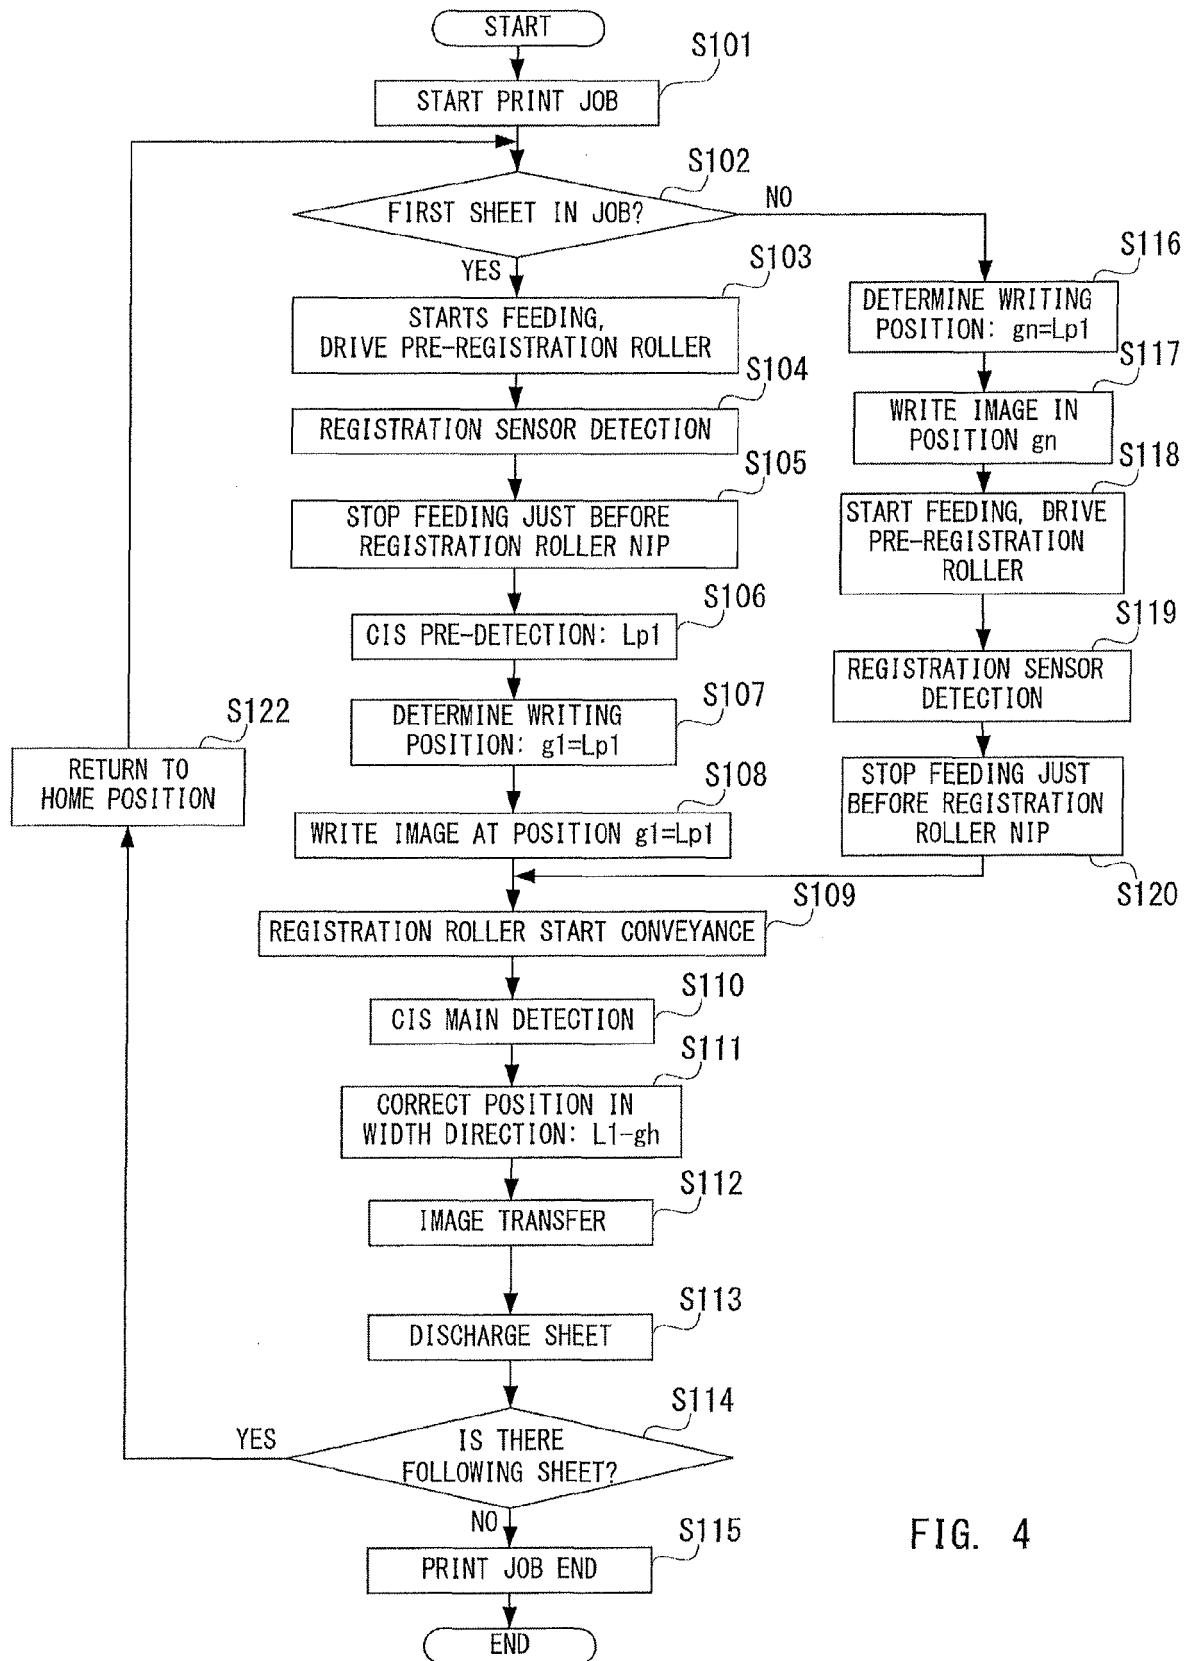 START
S101
START PRINT JOB
S102
FIRST SHEET IN JOB?
NO
YES
S103
STARTS FEEDING,
DRIVE PRE-REGISTRATION ROLLER
S104
REGISTRATION SENSOR DETECTION
S105
STOP FEEDING JUST BEFORE
REGISTRATION ROLLER NIP
S106
CIS PRE-DETECTION: Lp1
S107
DETERMINE WRITING
POSITION: g1=Lp1
S108
WRITE IMAGE AT POSITION g1=Lp1
S116
DETERMINE WRITING
POSITION: gn=Lp1
S117
WRITE IMAGE IN
POSITION gn
S118
START FEEDING, DRIVE
PRE-REGISTRATION
ROLLER
S119
REGISTRATION SENSOR
DETECTION
STOP FEEDING JUST
BEFORE REGISTRATION
ROLLER NIP
S120
S109
REGISTRATION ROLLER START CONVEYANCE
S110
CIS MAIN DETECTION
S111
CORRECT POSITION IN
WIDTH DIRECTION: L1-gh
S112
IMAGE TRANSFER
S113
DISCHARGE SHEET
S114
IS THERE
FOLLOWING SHEET?
YES
S122
RETURN TO
HOME POSITION
NO
S115
PRINT JOB END
END
FIG. 4